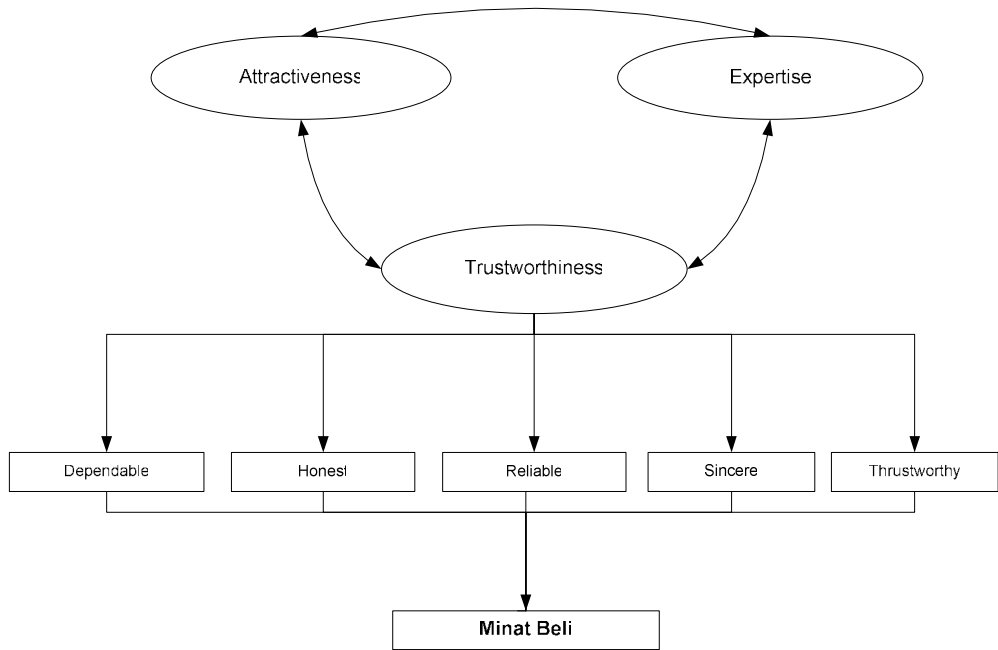 Attractiveness
Expertise
Trustworthiness
Dependable
Honest
Reliable
Sincere
Thrustworthy
Minat Beli